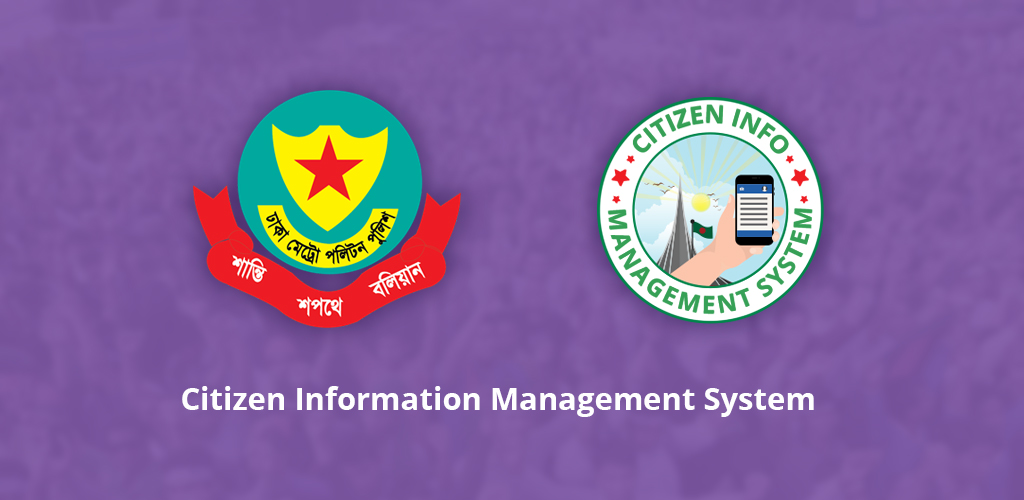 ঢাকা মেট্রো পলিটন পুলিশ
শান্তি শপথে বলিয়ান
CITIZEN INFO
MANAGEMENT SYSTEM
Citizen Information Management System